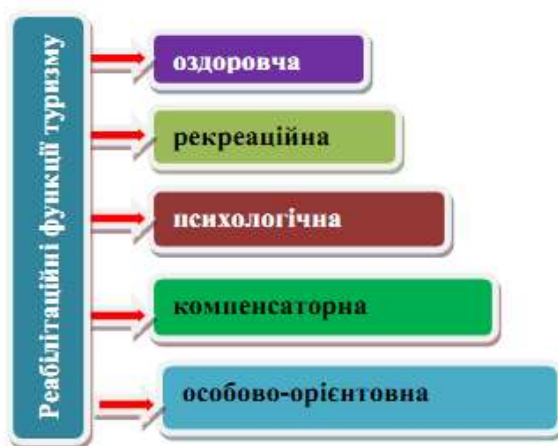 Реабілітаційні функції туризму
оздоровча
рекреаційна
психологічна
компенсаторна
особово-орієнтовна